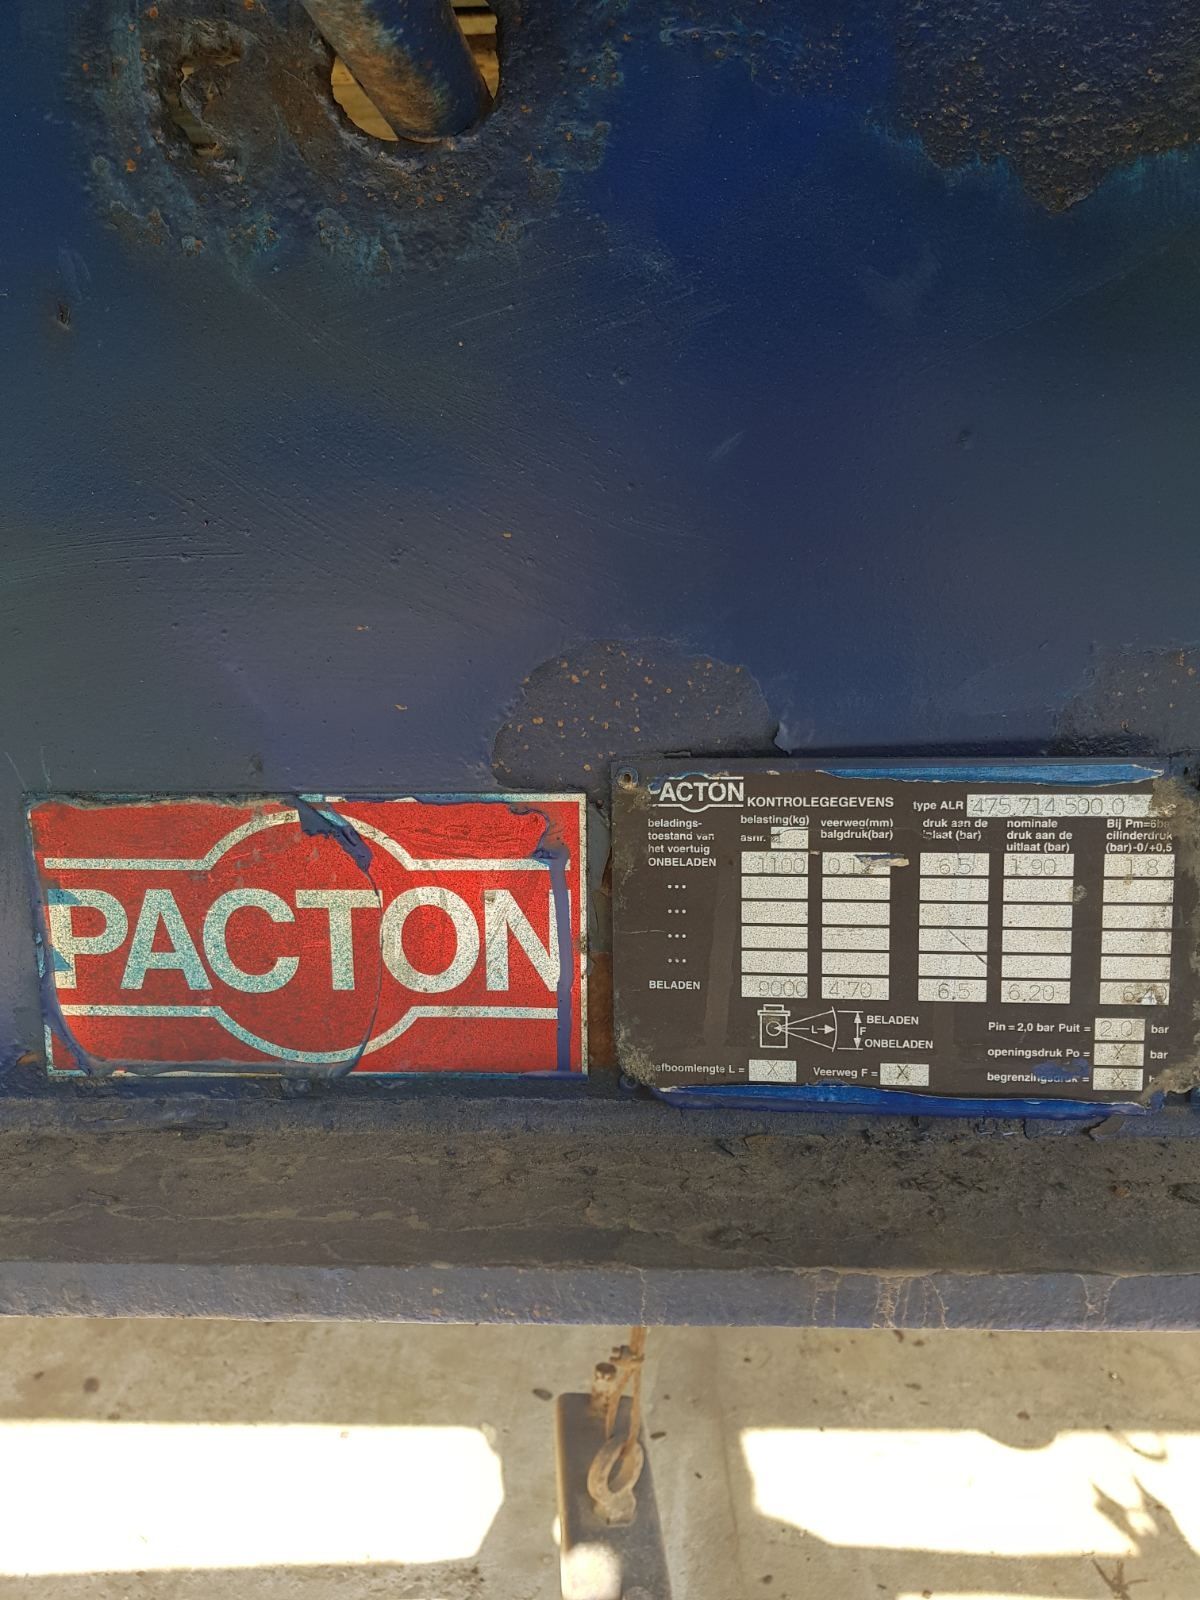 PACTON
PACTON KONTROLEGEGEVENS type ALR 475 714 500.0
beladings- belasting(kg) veerweg(mm) druk aan de nominale Bij Pm=6bar
toestand van asnr. balgdruk(bar) inlaat (bar) druk aan de cilinderdruk
het voertuig uitlaat (bar) (bar)-0/+0,5
ONBELADEN 1100 6.5 1.90 1.8
...
...
...
...
BELADEN 9000 4.70 6.5 6.20
BELADEN
L F
ONBELADEN
Pin = 2,0 bar Puit = 2.0 bar
openingsdruk Po = X bar
Hefboomlengte L = X Veerweg F = X begrenzingsdruk = X